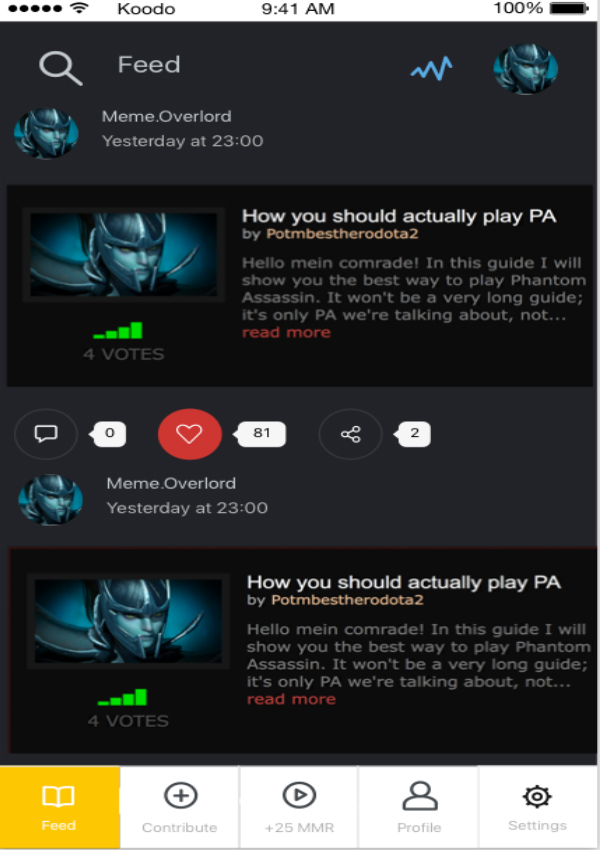 Koodo 9:41 AM 100%
Feed
Meme.Overlord
Yesterday at 23:00
How you should actually play PA
by Potmbestherodota2
Hello mein comrade! In this guide I will
show you the best way to play Phantom
Assassin. It won't be a very long guide;
it's only PA we're talking about, not...
read more
4 VOTES
0 81 2
Meme.Overlord
Yesterday at 23:00
How you should actually play PA
by Potmbestherodota2
Hello mein comrade! In this guide I will
show you the best way to play Phantom
Assassin. It won't be a very long guide;
it's only PA we're talking about, not...
read more
4 VOTES
Feed Contribute +25 MMR Profile Settings